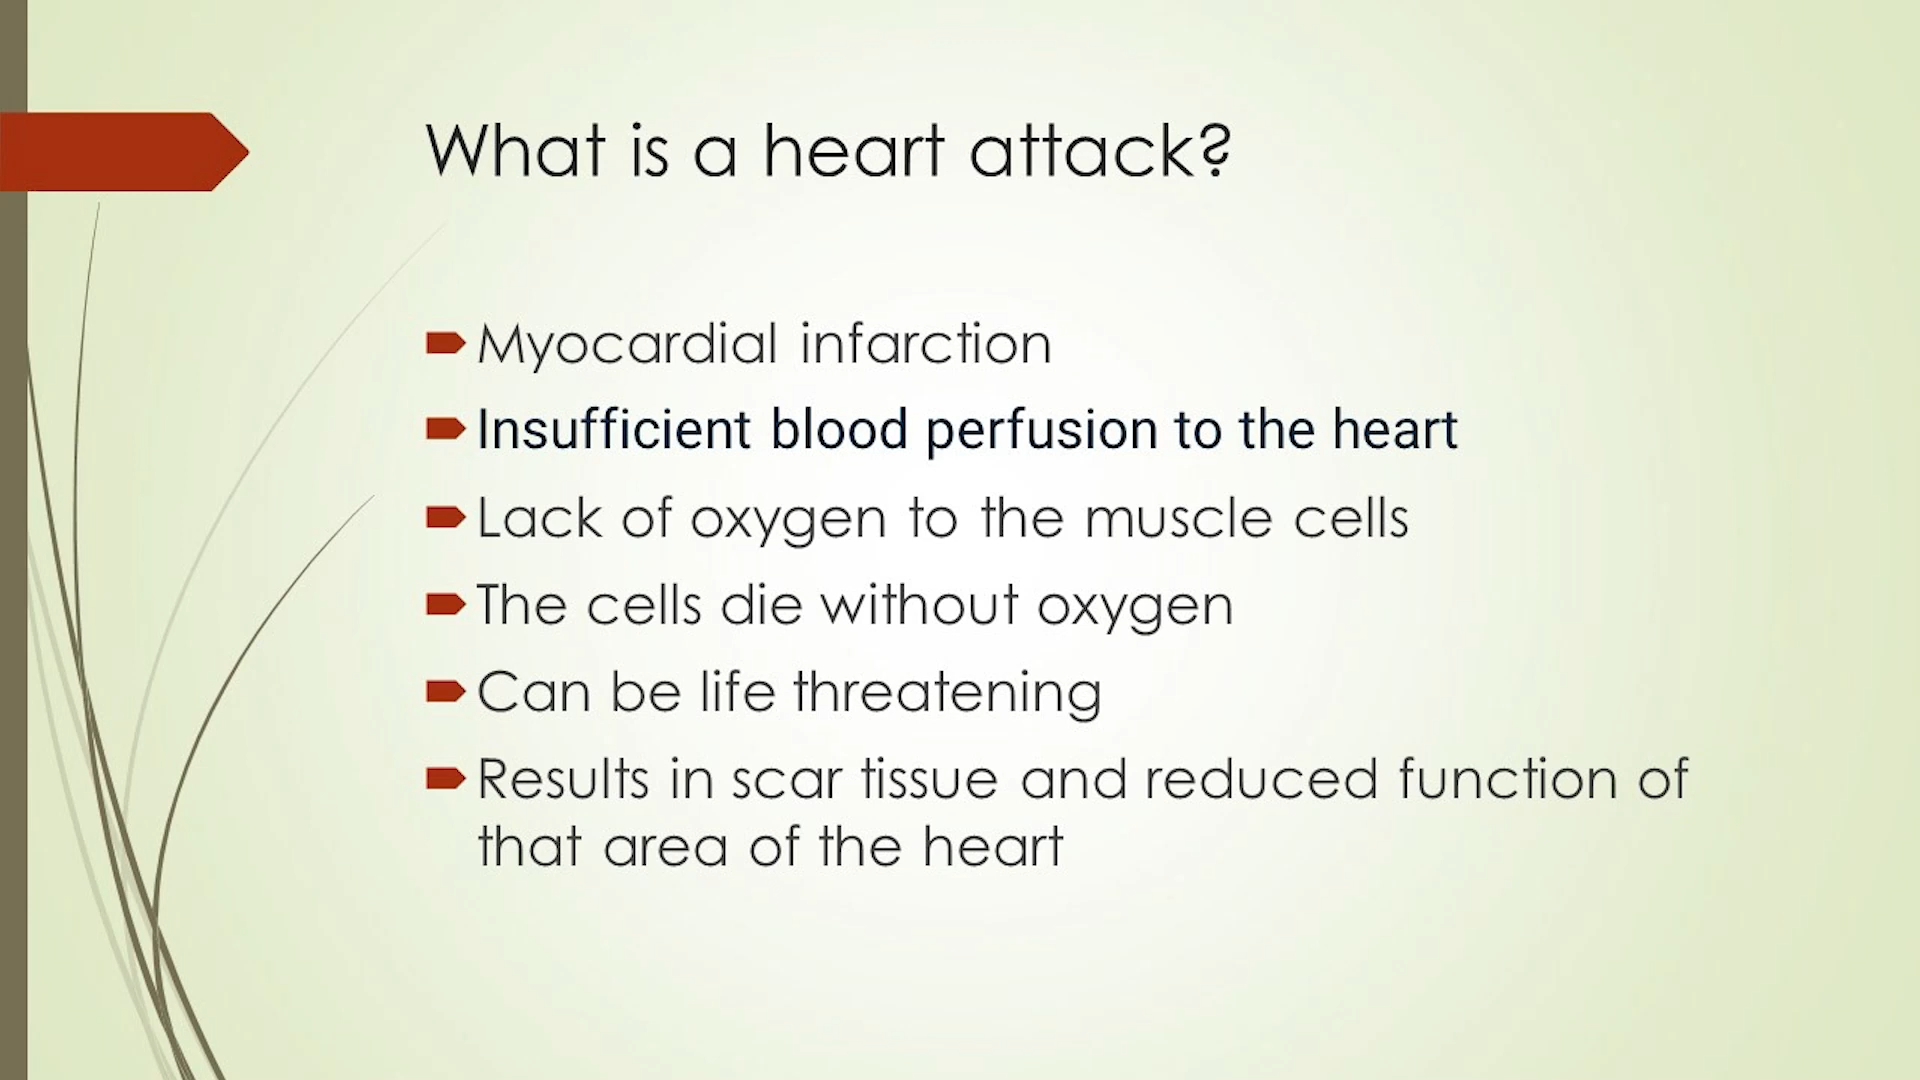 What is a heart attack?
Myocardial infarction
Insufficient blood perfusion to the heart
Lack of oxygen to the muscle cells
The cells die without oxygen
Can be life threatening
Results in scar tissue and reduced function of
that area of the heart